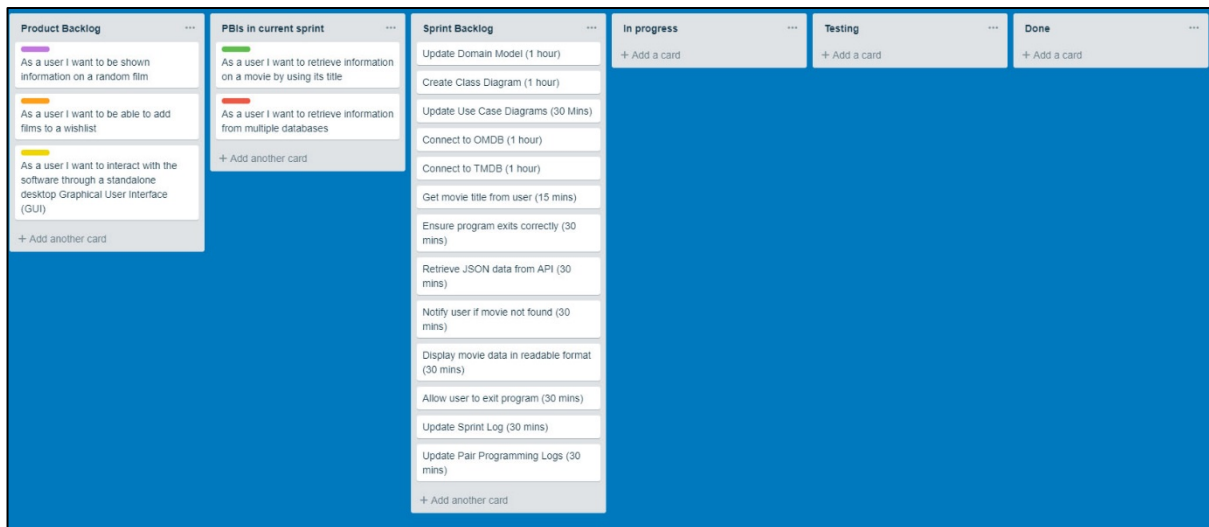 Product Backlog
As a user I want to be shown
information on a random film
As a user I want to be able to add
films to a wishlist
As a user I want to interact with the
software through a standalone
desktop Graphical User Interface
(GUI)
+ Add another card
PBIs in current sprint
As a user I want to retrieve information
on a movie by using its title
As a user I want to retrieve information
from multiple databases
+ Add another card
Sprint Backlog
Update Domain Model (1 hour)
Create Class Diagram (1 hour)
Update Use Case Diagrams (30 Mins)
Connect to OMDB (1 hour)
Connect to TMDB (1 hour)
Get movie title from user (15 mins)
Ensure program exits correctly (30
mins)
Retrieve JSON data from API (30
mins)
Notify user if movie not found (30
mins)
Display movie data in readable format
(30 mins)
Allow user to exit program (30 mins)
Update Sprint Log (30 mins)
Update Pair Programming Logs (30
mins)
+ Add another card
In progress
+ Add a card
Testing
+ Add a card
Done
+ Add a card